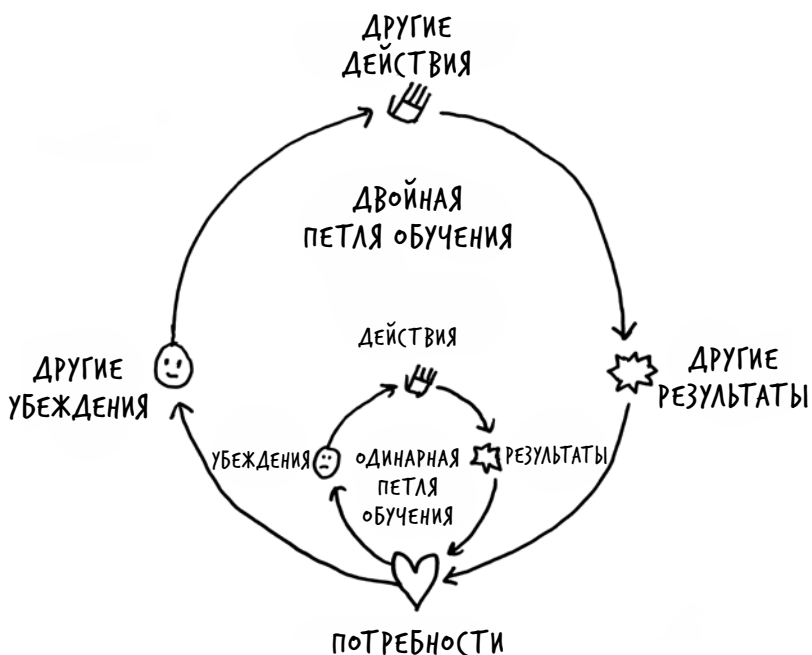 ДРУГИЕ
ДЕЙСТВИЯ
ДВОЙНАЯ
ПЕТЛЯ ОБУЧЕНИЯ
ДЕЙСТВИЯ
ДРУГИЕ
УБЕЖДЕНИЯ
ДРУГИЕ
РЕЗУЛЬТАТЫ
УБЕЖДЕНИЯ
ОДИНАРНАЯ
ПЕТЛЯ
ОБУЧЕНИЯ
РЕЗУЛЬТАТЫ
ПОТРЕБНОСТИ